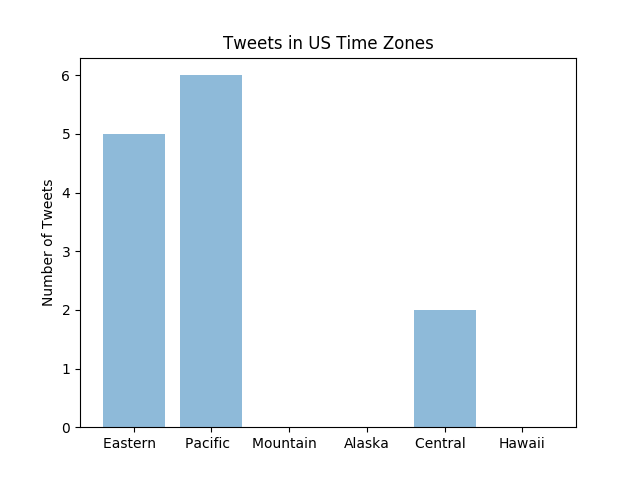 Tweets in US Time Zones
Number of Tweets
6
5
4
3
2
1
0
Eastern Pacific Mountain Alaska Central Hawaii